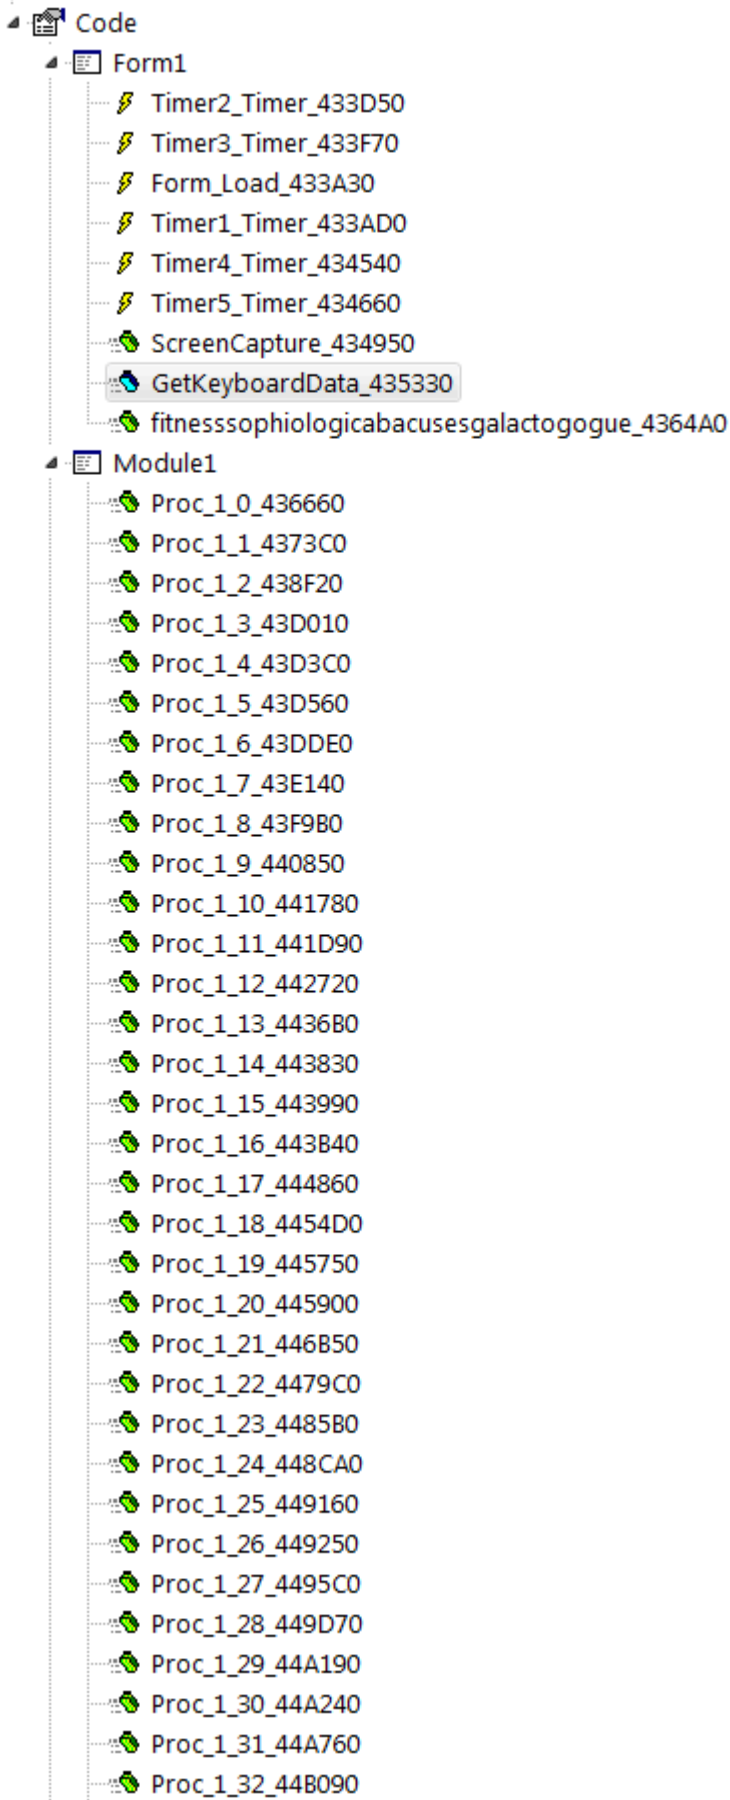 Code
Form1
Timer2_Timer_433D50
Timer3_Timer_433F70
Form_Load_433A30
Timer1_Timer_433AD0
Timer4_Timer_434540
Timer5_Timer_434660
ScreenCapture_434950
GetKeyboardData_435330
fitnesssophiologicabacusesgalactogogue_4364A0
Module1
Proc_1_0_436660
Proc_1_1_4373C0
Proc_1_2_438F20
Proc_1_3_43D010
Proc_1_4_43D3C0
Proc_1_5_43D560
Proc_1_6_43DDE0
Proc_1_7_43E140
Proc_1_8_43F9B0
Proc_1_9_440850
Proc_1_10_441780
Proc_1_11_441D90
Proc_1_12_442720
Proc_1_13_4436B0
Proc_1_14_443830
Proc_1_15_443990
Proc_1_16_443B40
Proc_1_17_444860
Proc_1_18_4454D0
Proc_1_19_445750
Proc_1_20_445900
Proc_1_21_446B50
Proc_1_22_4479C0
Proc_1_23_4485B0
Proc_1_24_448CA0
Proc_1_25_449160
Proc_1_26_449250
Proc_1_27_4495C0
Proc_1_28_449D70
Proc_1_29_44A190
Proc_1_30_44A240
Proc_1_31_44A760
Proc_1_32_44B090